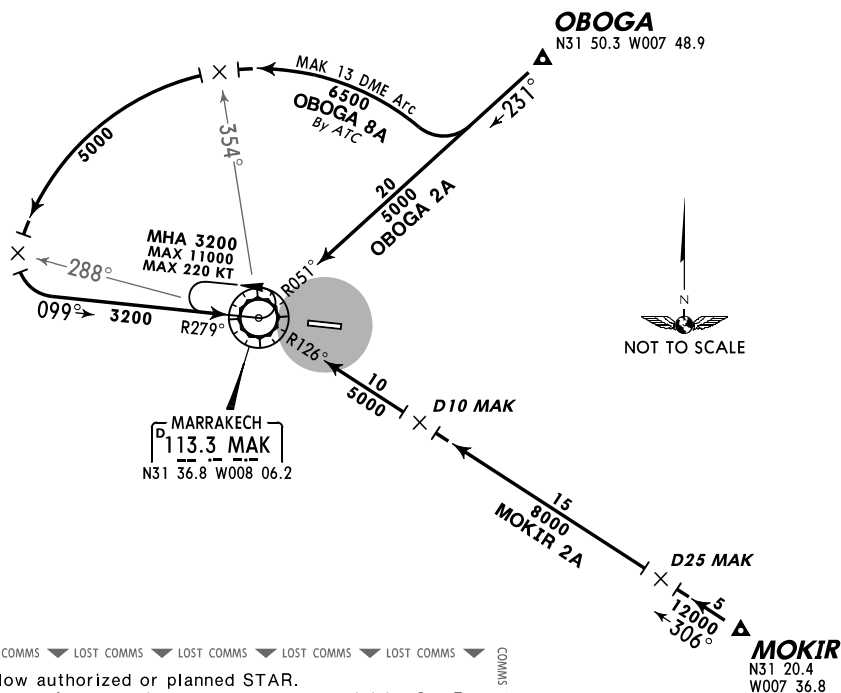 OBOGA
N31 50.3 W007 48.9
231°
MAK 13 DME Arc
6500
OBOGA 8A
By ATC
5000
354°
20
5000
OBOGA 2A
MHA 3200
MAX 11000
MAX 220 KT
288°
R051°
099°
3200
R279°
R126°
N
NOT TO SCALE
MARRAKECH
D
113.3 MAK
N31 36.8 W008 06.2
10
5000
D10 MAK
15
8000
MOKIR 2A
D25 MAK
5
12000
306°
MOKIR
N31 20.4
W007 36.8
COMMS LOST COMMS LOST COMMS LOST COMMS LOST COMMS
COMMS
low authorized or planned STAR.